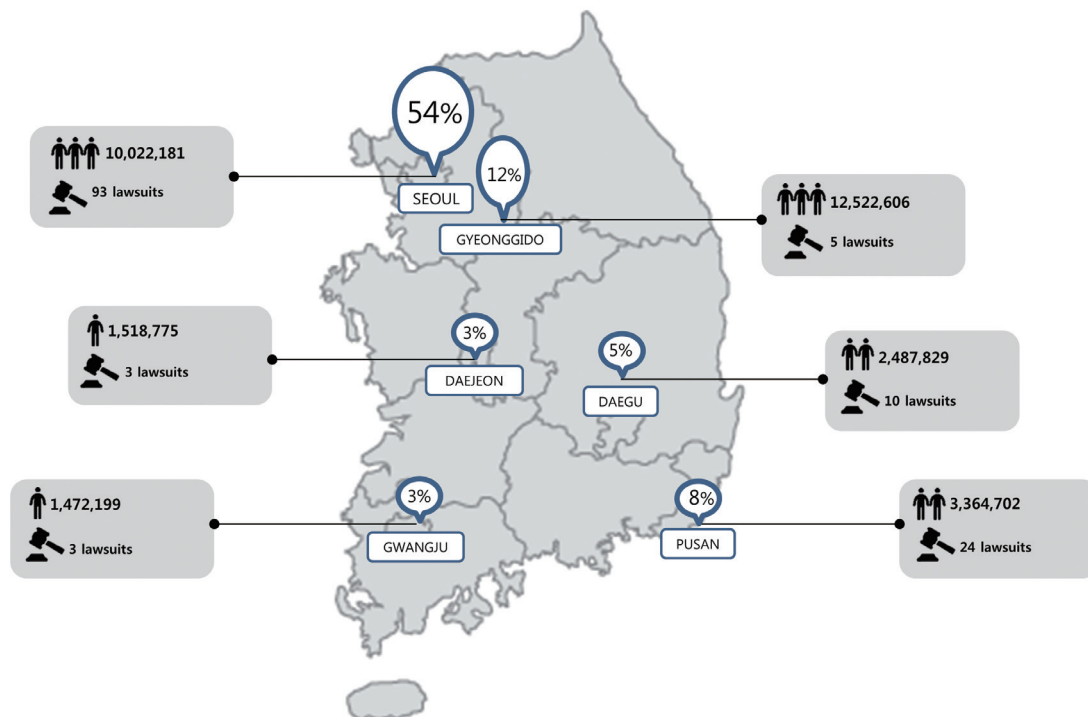 54%
SEOUL
10,022,181
93 lawsuits
12%
GYEONGGIDO
12,522,606
5 lawsuits
3%
DAEJEON
1,518,775
3 lawsuits
5%
DAEGU
2,487,829
10 lawsuits
3%
GWANGJU
1,472,199
3 lawsuits
8%
PUSAN
3,364,702
24 lawsuits